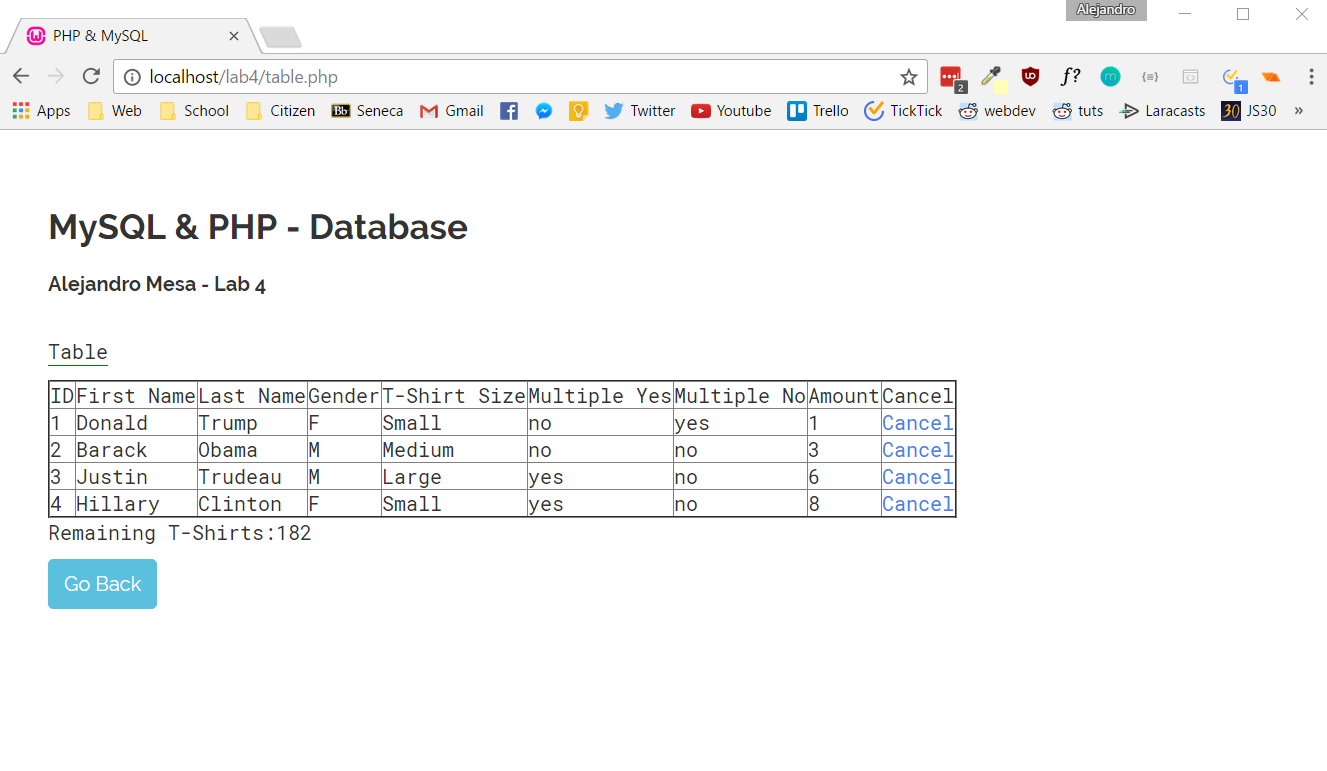 Alejandro
PHP & MySQL
localhost/lab4/table.php
2 UD f? m 1
Apps Web School Citizen Bb Seneca Gmail Twitter Youtube Trello TickTick webdev tuts Laracasts 30 JS30 »
MySQL & PHP - Database
Alejandro Mesa - Lab 4
Table
ID First Name Last Name Gender T-Shirt Size Multiple Yes Multiple No Amount Cancel
1 Donald Trump F Small no yes 1 Cancel
2 Barack Obama M Medium no no 3 Cancel
3 Justin Trudeau M Large yes no 6 Cancel
4 Hillary Clinton F Small yes no 8 Cancel
Remaining T-Shirts:182
Go Back